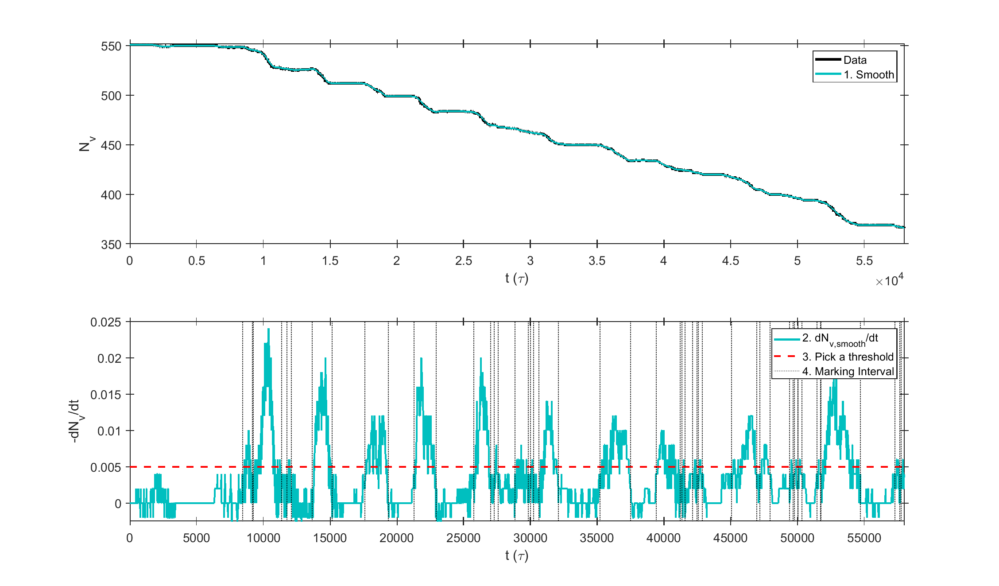 550
500
450
400
350
N_v
Data
1. Smooth
0 0.5 1 1.5 2 2.5 3 3.5 4 4.5 5 5.5
t (τ)
×10^4
0.025
0.02
0.015
0.01
0.005
0
-dN_v/dt
2. dN_v,smooth/dt
3. Pick a threshold
4. Marking Interval
0 5000 10000 15000 20000 25000 30000 35000 40000 45000 50000 55000
t (τ)